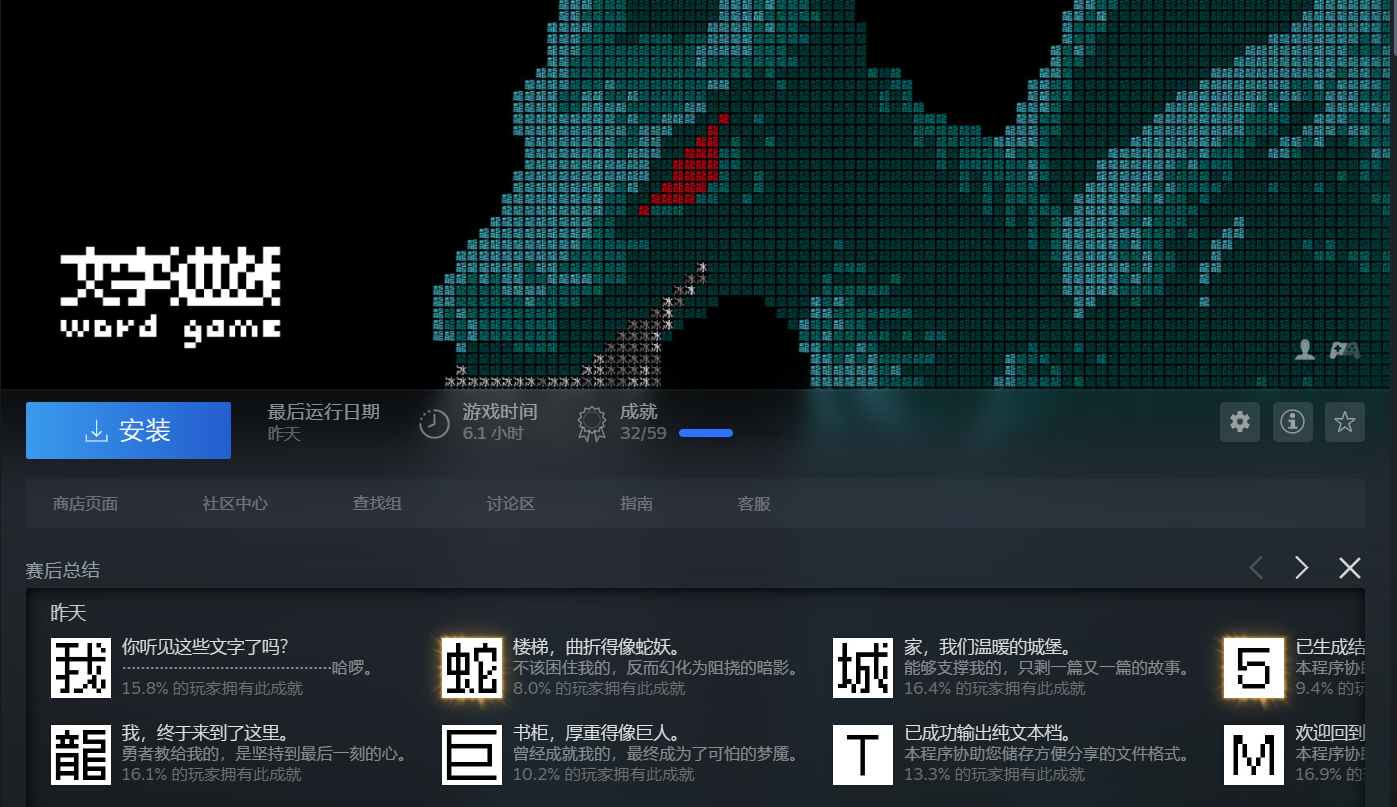 文字遊戲
word game
安装
最后运行日期
昨天
游戏时间
6.1 小时
成就
32/59
商店页面
社区中心
查找组
讨论区
指南
客服
赛后总结
昨天
我
你听见这些文字了吗？
··········································哈啰。
15.8% 的玩家拥有此成就
蛇
楼梯，曲折得像蛇妖。
不该困住我的，反而幻化为阻挠的暗影。
8.0% 的玩家拥有此成就
城
家，我们温暖的城堡。
能够支撑我的，只剩一篇又一篇的故事。
16.4% 的玩家拥有此成就
5
已生成结
本程序协助
9.4% 的玩
龍
我，终于来到了这里。
勇者教给我的，是坚持到最后一刻的心。
16.1% 的玩家拥有此成就
巨
书柜，厚重得像巨人。
曾经成就我的，最终成为了可怕的梦魇。
10.2% 的玩家拥有此成就
T
已成功输出纯文本档。
本程序协助您储存方便分享的文件格式。
13.3% 的玩家拥有此成就
M
欢迎回到
本程序协助
16.9% 的玩